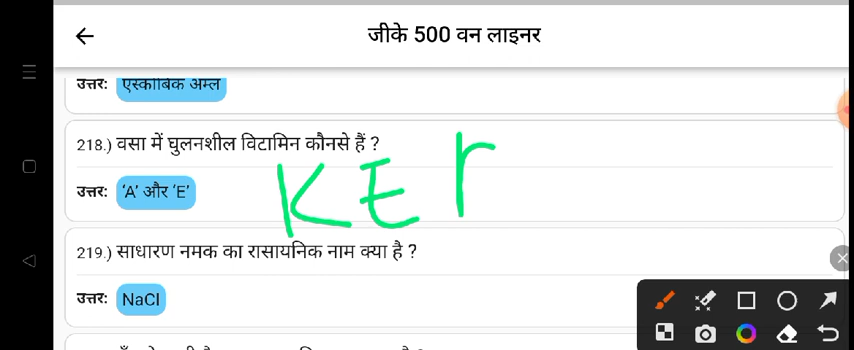 जीके 500 वन लाइनर
उत्तर: एस्कॉर्बिक अम्ल
218.) वसा में घुलनशील विटामिन कौनसे हैं ?
उत्तर: 'A' और 'E'
KEr
219.) साधारण नमक का रासायनिक नाम क्या है ?
उत्तर: NaCl